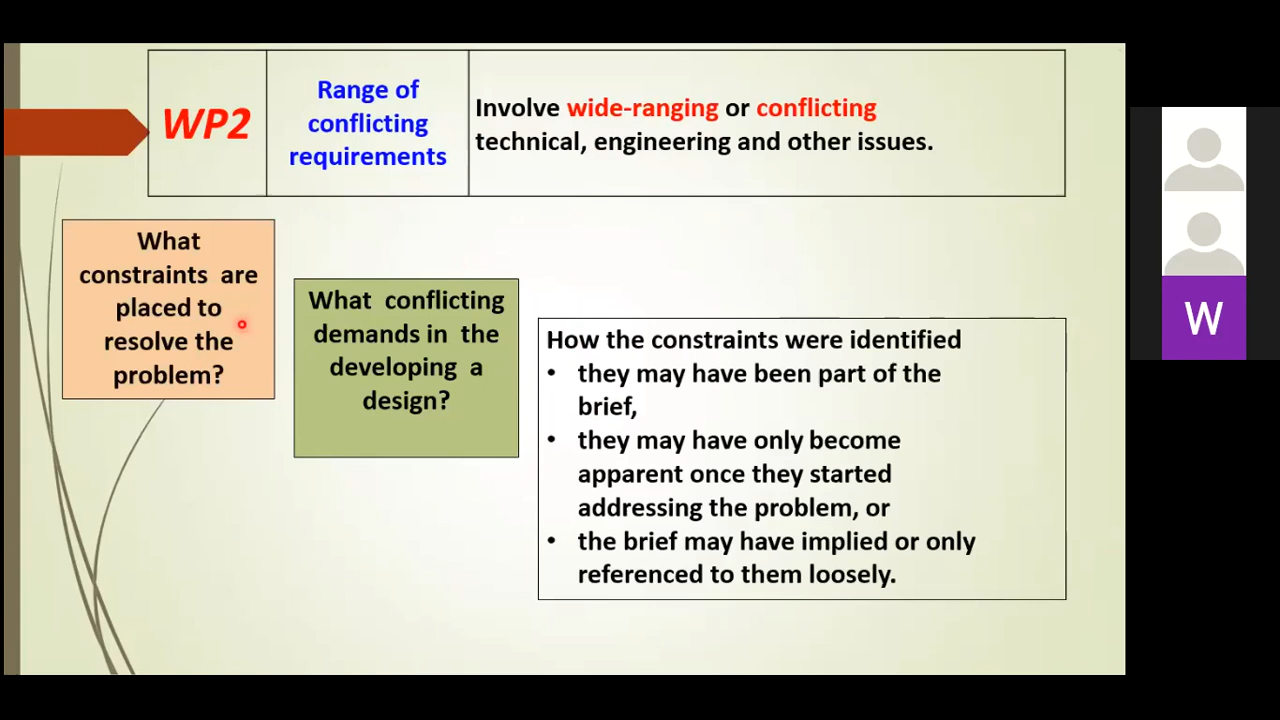 WP2
Range of
conflicting
requirements
Involve wide-ranging or conflicting
technical, engineering and other issues.
What
constraints are
placed to
resolve the
problem?
What conflicting
demands in the
developing a
design?
How the constraints were identified
• they may have been part of the
brief,
• they may have only become
apparent once they started
addressing the problem, or
• the brief may have implied or only
referenced to them loosely.
W